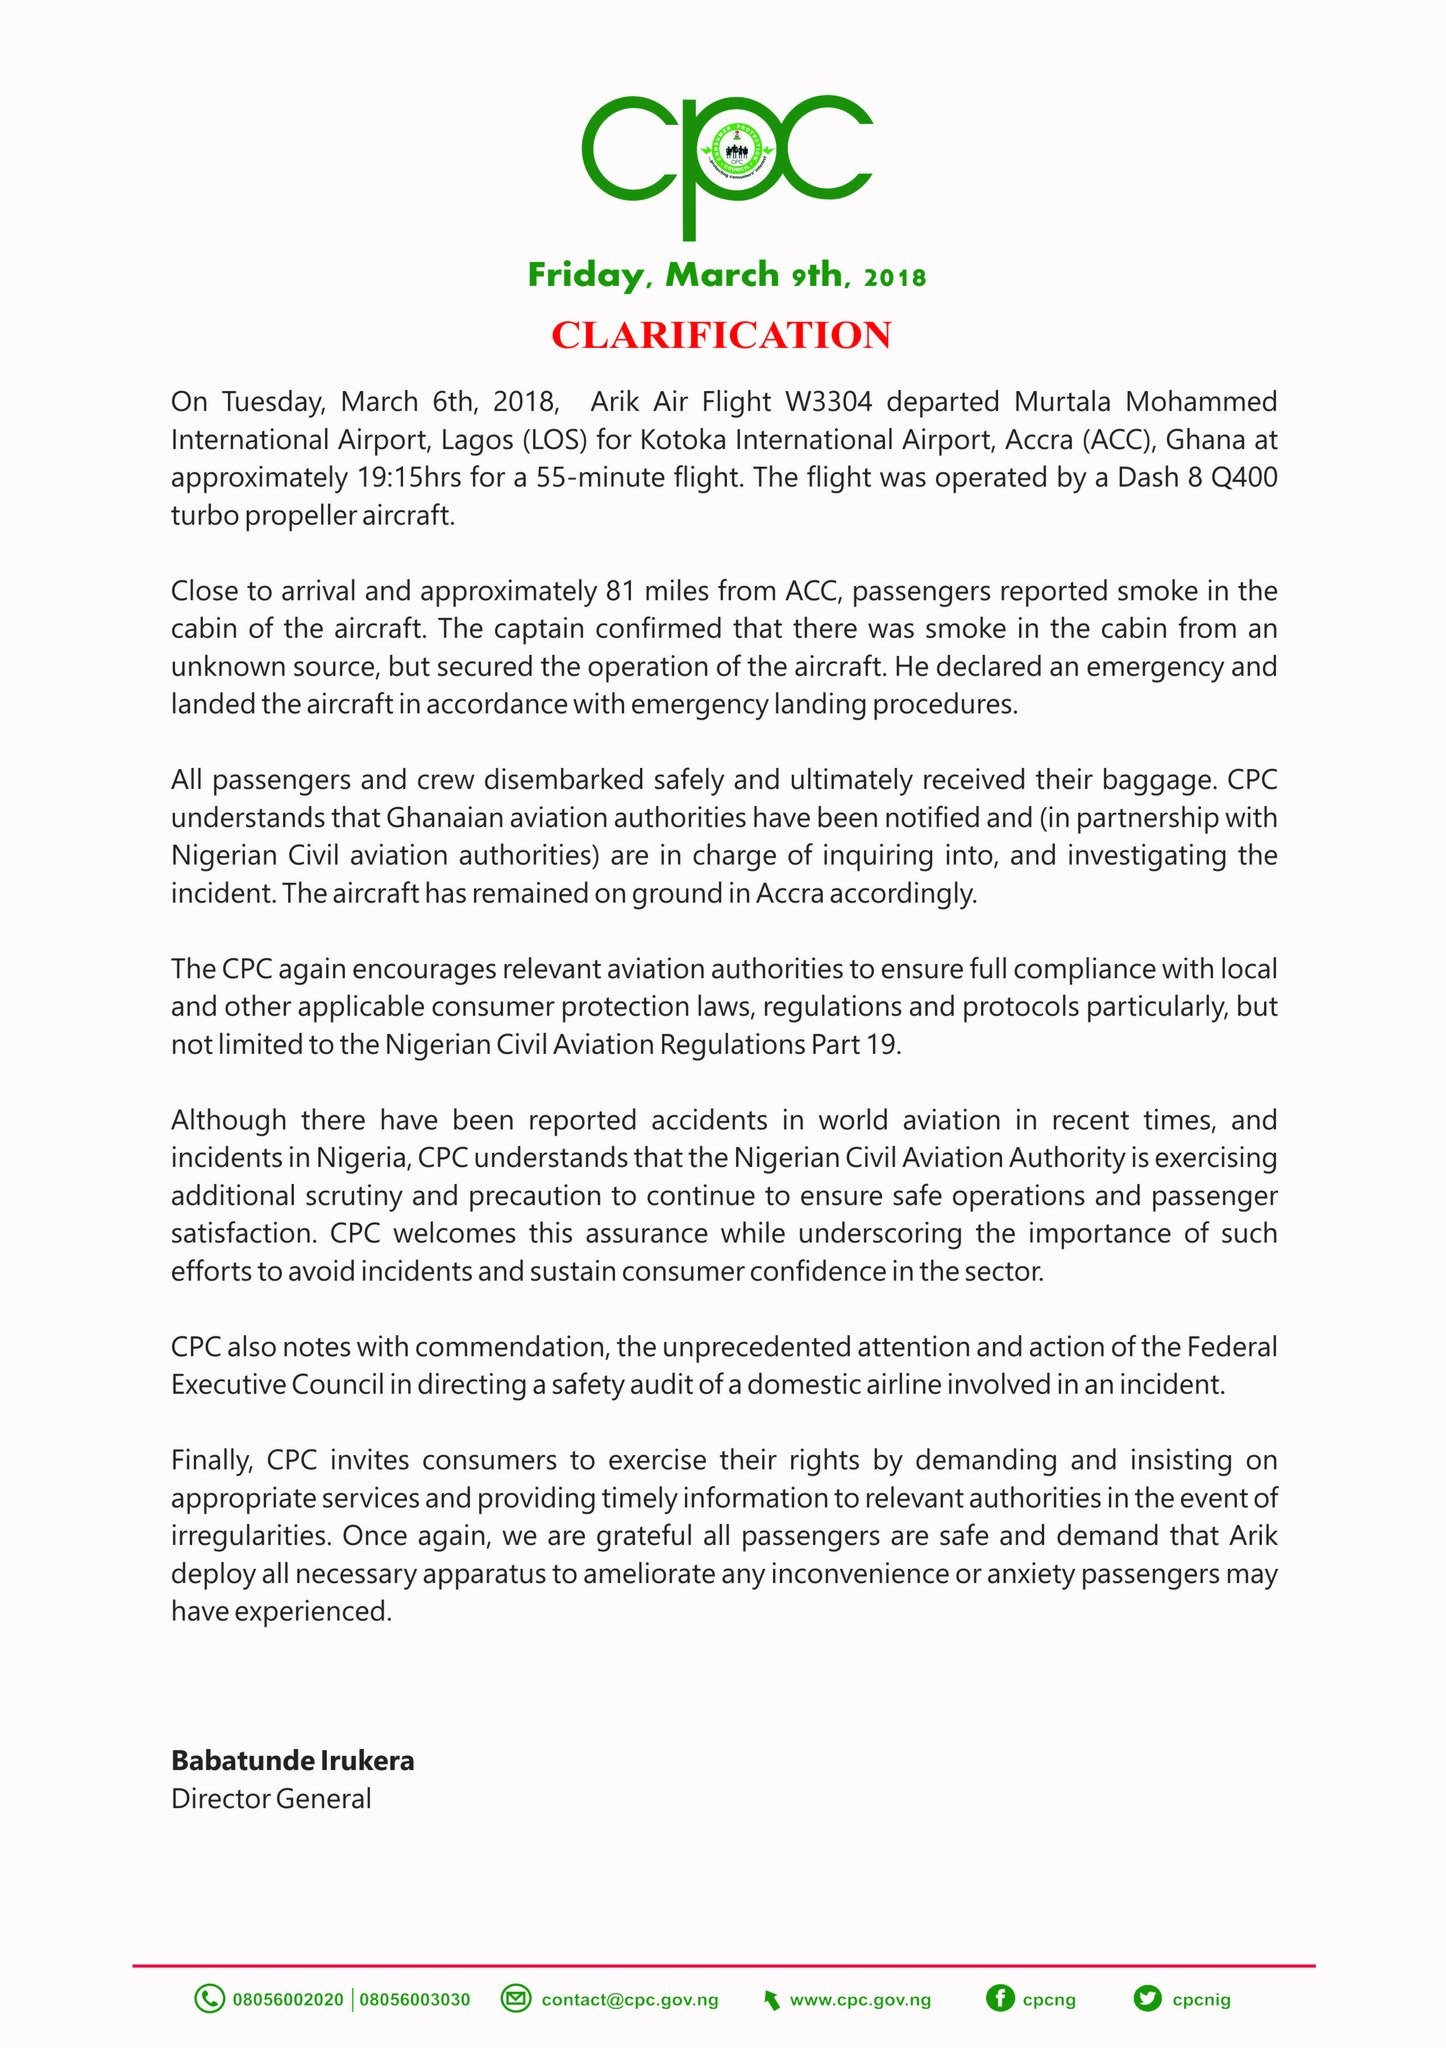 cpc
CONSUMER PROTECTION
COUNCIL
CPC
...protecting consumers' interest
Friday, March 9th, 2018
CLARIFICATION
On Tuesday, March 6th, 2018, Arik Air Flight W3304 departed Murtala Mohammed
International Airport, Lagos (LOS) for Kotoka International Airport, Accra (ACC), Ghana at
approximately 19:15hrs for a 55-minute flight. The flight was operated by a Dash 8 Q400
turbo propeller aircraft.
Close to arrival and approximately 81 miles from ACC, passengers reported smoke in the
cabin of the aircraft. The captain confirmed that there was smoke in the cabin from an
unknown source, but secured the operation of the aircraft. He declared an emergency and
landed the aircraft in accordance with emergency landing procedures.
All passengers and crew disembarked safely and ultimately received their baggage. CPC
understands that Ghanaian aviation authorities have been notified and (in partnership with
Nigerian Civil aviation authorities) are in charge of inquiring into, and investigating the
incident. The aircraft has remained on ground in Accra accordingly.
The CPC again encourages relevant aviation authorities to ensure full compliance with local
and other applicable consumer protection laws, regulations and protocols particularly, but
not limited to the Nigerian Civil Aviation Regulations Part 19.
Although there have been reported accidents in world aviation in recent times, and
incidents in Nigeria, CPC understands that the Nigerian Civil Aviation Authority is exercising
additional scrutiny and precaution to continue to ensure safe operations and passenger
satisfaction. CPC welcomes this assurance while underscoring the importance of such
efforts to avoid incidents and sustain consumer confidence in the sector.
CPC also notes with commendation, the unprecedented attention and action of the Federal
Executive Council in directing a safety audit of a domestic airline involved in an incident.
Finally, CPC invites consumers to exercise their rights by demanding and insisting on
appropriate services and providing timely information to relevant authorities in the event of
irregularities. Once again, we are grateful all passengers are safe and demand that Arik
deploy all necessary apparatus to ameliorate any inconvenience or anxiety passengers may
have experienced.
Babatunde Irukera
Director General
08056002020 | 08056003030 contact@cpc.gov.ng www.cpc.gov.ng cpcng cpcnig